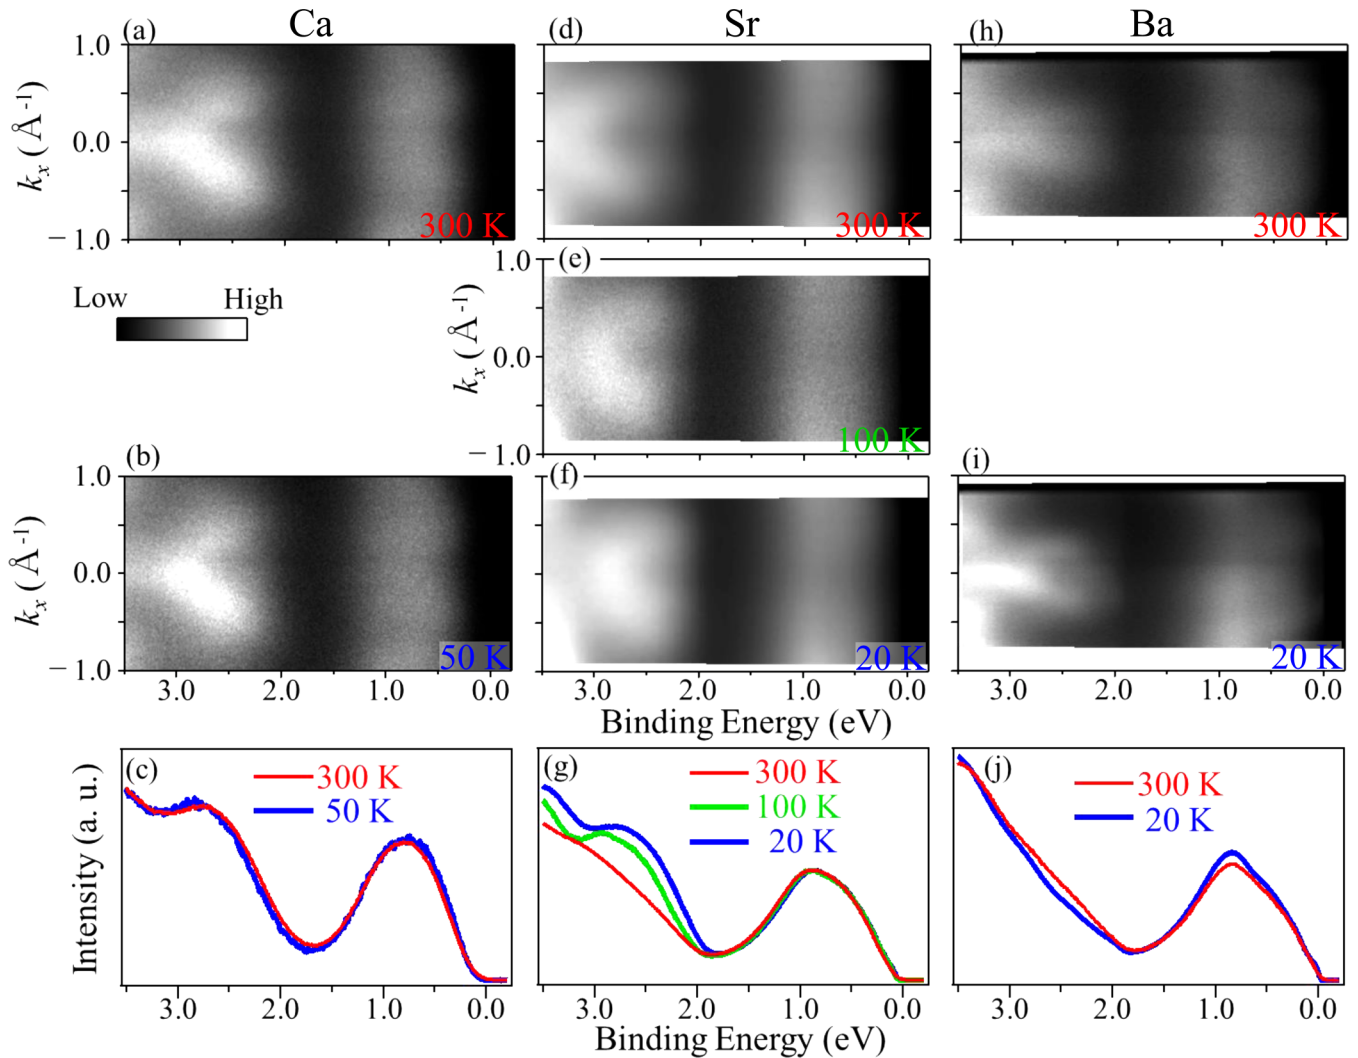 Ca
Sr
Ba
(a)
(d)
(h)
1.0
0.0
− 1.0
kx ( Å-1)
300 K
300 K
300 K
Low
High
(e)
1.0
0.0
− 1.0
kx ( Å-1)
100 K
(b)
(f)
(i)
1.0
0.0
− 1.0
kx ( Å-1)
50 K
20 K
20 K
3.0 2.0 1.0 0.0
3.0 2.0 1.0 0.0
3.0 2.0 1.0 0.0
Binding Energy (eV)
(c)
300 K
50 K
(g)
300 K
100 K
20 K
(j)
300 K
20 K
Intensity (a. u.)
3.0 2.0 1.0 0.0
3.0 2.0 1.0 0.0
3.0 2.0 1.0 0.0
Binding Energy (eV)